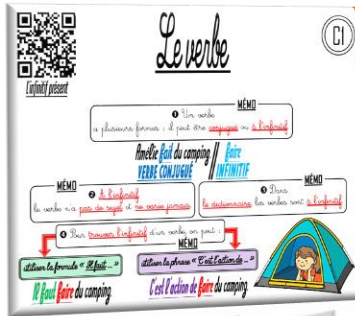 Le verbe
C1
L'infinitif présent
MÉMO
❶ Un verbe
a plusieurs formes : il peut être conjugué ou à l'infinitif
Amélie fait du camping // faire
VERBE CONJUGUÉ INFINITIF
MÉMO
❷ À l'infinitif
le verbe n'a pas de sujet et ne varie jamais
MÉMO
❸ Dans
le dictionnaire les verbes sont à l'infinitif
❹ Pour trouver l'infinitif d'un verbe, on peut :
MÉMO
utiliser la formule « Il faut ... »
Il faut faire du camping
utiliser la phrase « C'est l'action de ... »
C'est l'action de faire du camping